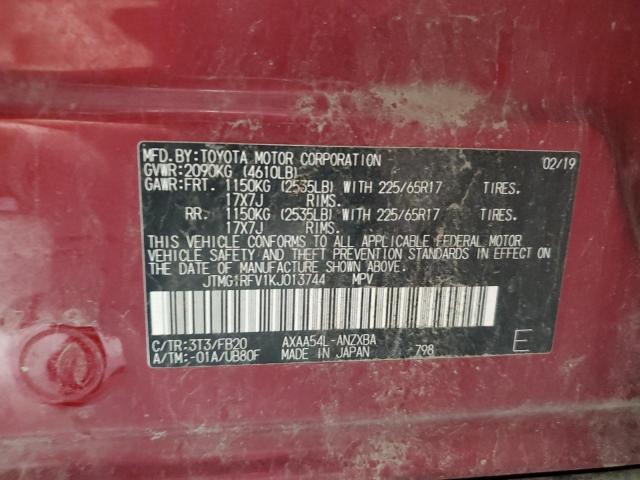 MFD.BY:TOYOTA MOTOR CORPORATION 02/19
GVWR:2090KG (4610LB)
GAWR:FRT. 1150KG (2535LB) WITH 225/65R17 TIRES.
17X7J RIMS.
RR. 1150KG (2535LB) WITH 225/65R17 TIRES.
17X7J RIMS.
THIS VEHICLE CONFORMS TO ALL APPLICABLE FEDERAL MOTOR
VEHICLE SAFETY AND THEFT PREVENTION STANDARDS IN EFFECT ON
THE DATE OF MANUFACTURE SHOWN ABOVE.
JTMG1RFV1KJ013744 MPV
C/TR:3T3/FB20 AXAA54L-ANZXBA
A/TM:-01A/UB80F MADE IN JAPAN 798 E